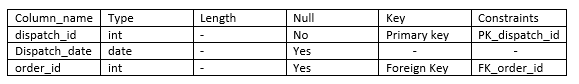 Column_name Type Length Null Key Constraints
dispatch_id int - No Primary key PK_dispatch_id
Dispatch_date date - Yes - -
order_id int - Yes Foreign Key FK_order_id